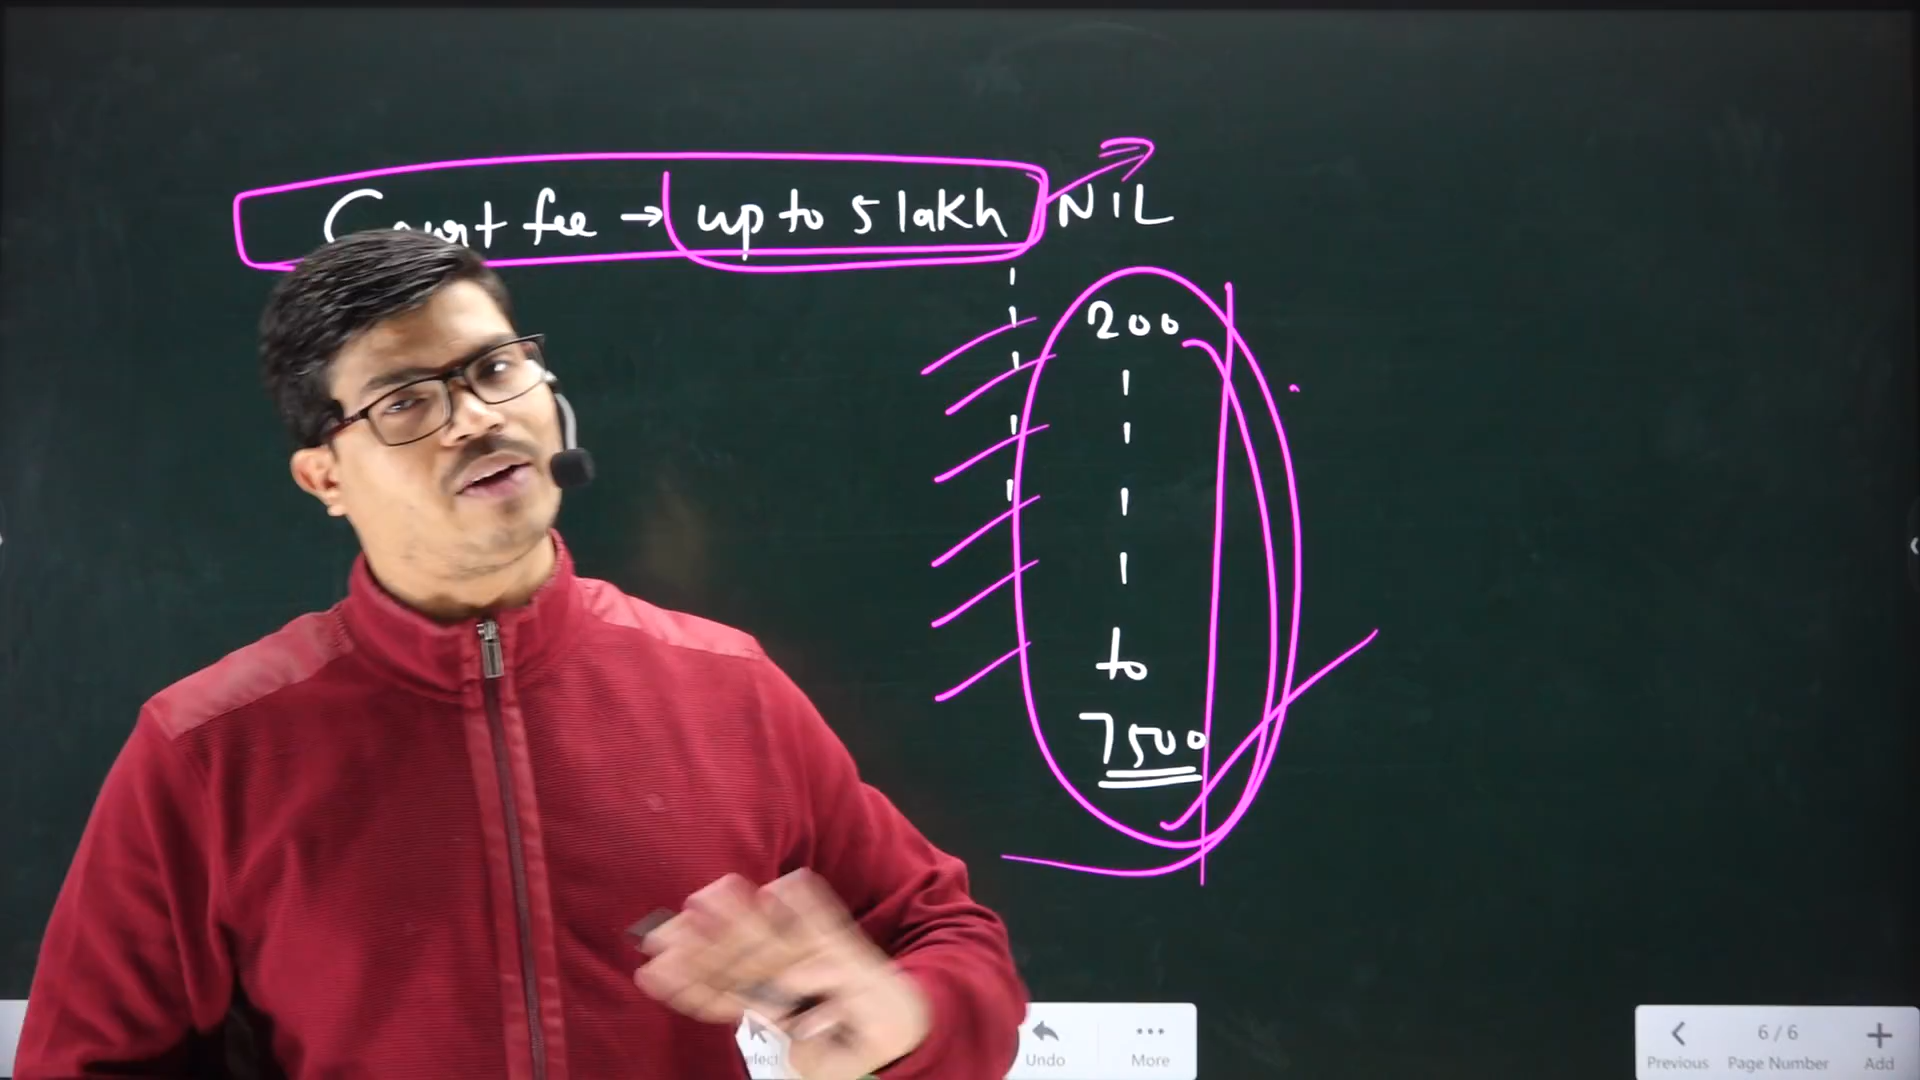 Court fee → up to 5 lakh NIL
200
to
7500
Undo
More
Previous
6 / 6
Page Number
Add